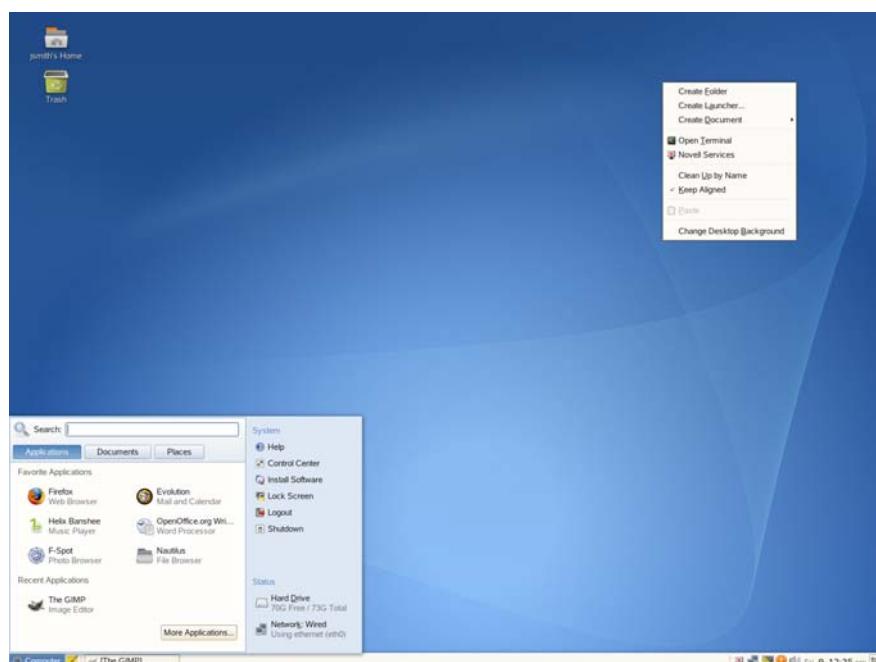 jsmith's Home
Trash
Create Folder
Create Launcher...
Create Document
Open Terminal
Novell Services
Clean Up by Name
Keep Aligned
Paste
Change Desktop Background
Search:
Applications Documents Places
Favorite Applications
Firefox
Web Browser
Evolution
Mail and Calendar
Helix Banshee
Music Player
OpenOffice.org Wri...
Word Processor
F-Spot
Photo Browser
Nautilus
File Browser
Recent Applications
The GIMP
Image Editor
More Applications...
System
Help
Control Center
Install Software
Lock Screen
Logout
Shutdown
Status
Hard Drive
70G Free / 73G Total
Network: Wired
Using ethernet (eth0)
Computer
[The GIMP]
9, 12:25